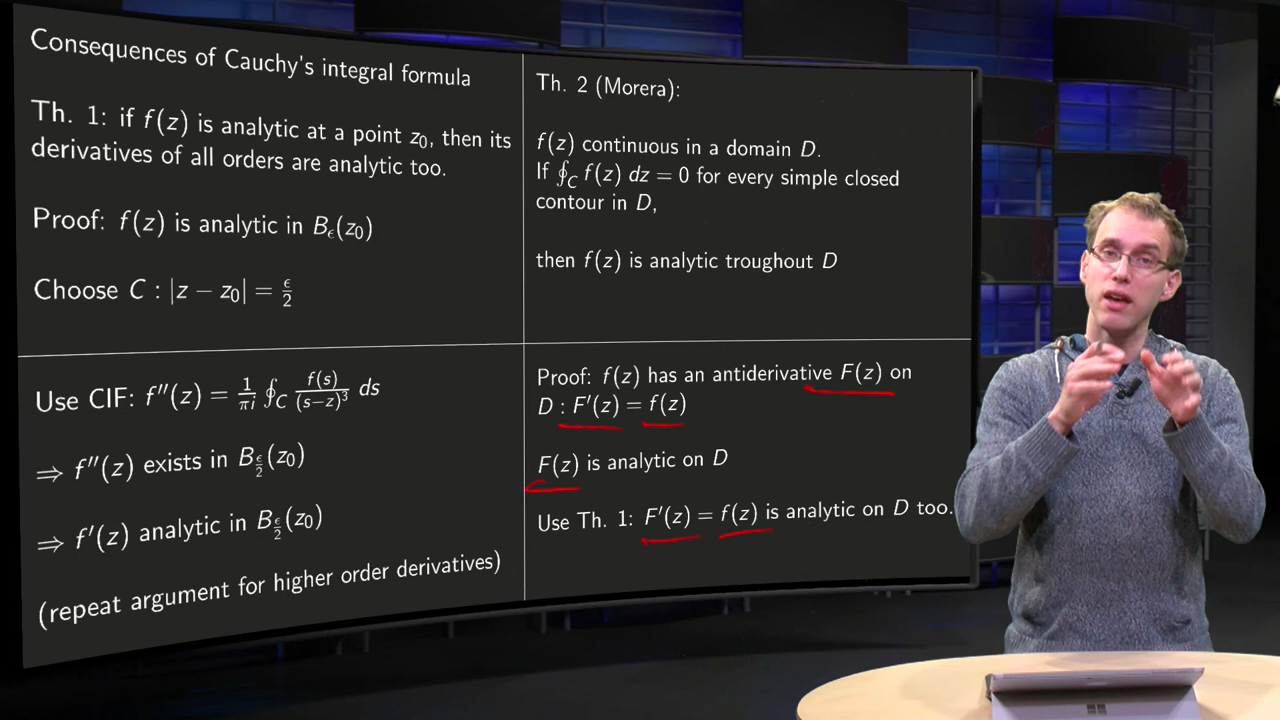 Consequences of Cauchy's integral formula
Th. 1: if f(z) is analytic at a point z₀, then its
derivatives of all orders are analytic too.
Proof: f(z) is analytic in B_ϵ(z₀)
Choose C : |z − z₀| = ϵ/2
Use CIF: f″(z) = 1/(πi) ∮_C f(s)/(s−z)³ ds
⇒ f″(z) exists in B_{ϵ/2}(z₀)
⇒ f′(z) analytic in B_{ϵ/2}(z₀)
(repeat argument for higher order derivatives)
Th. 2 (Morera):
f(z) continuous in a domain D.
If ∮_C f(z) dz = 0 for every simple closed
contour in D,
then f(z) is analytic troughout D
Proof: f(z) has an antiderivative F(z) on
D : F′(z) = f(z)
F(z) is analytic on D
Use Th. 1: F′(z) = f(z) is analytic on D too.